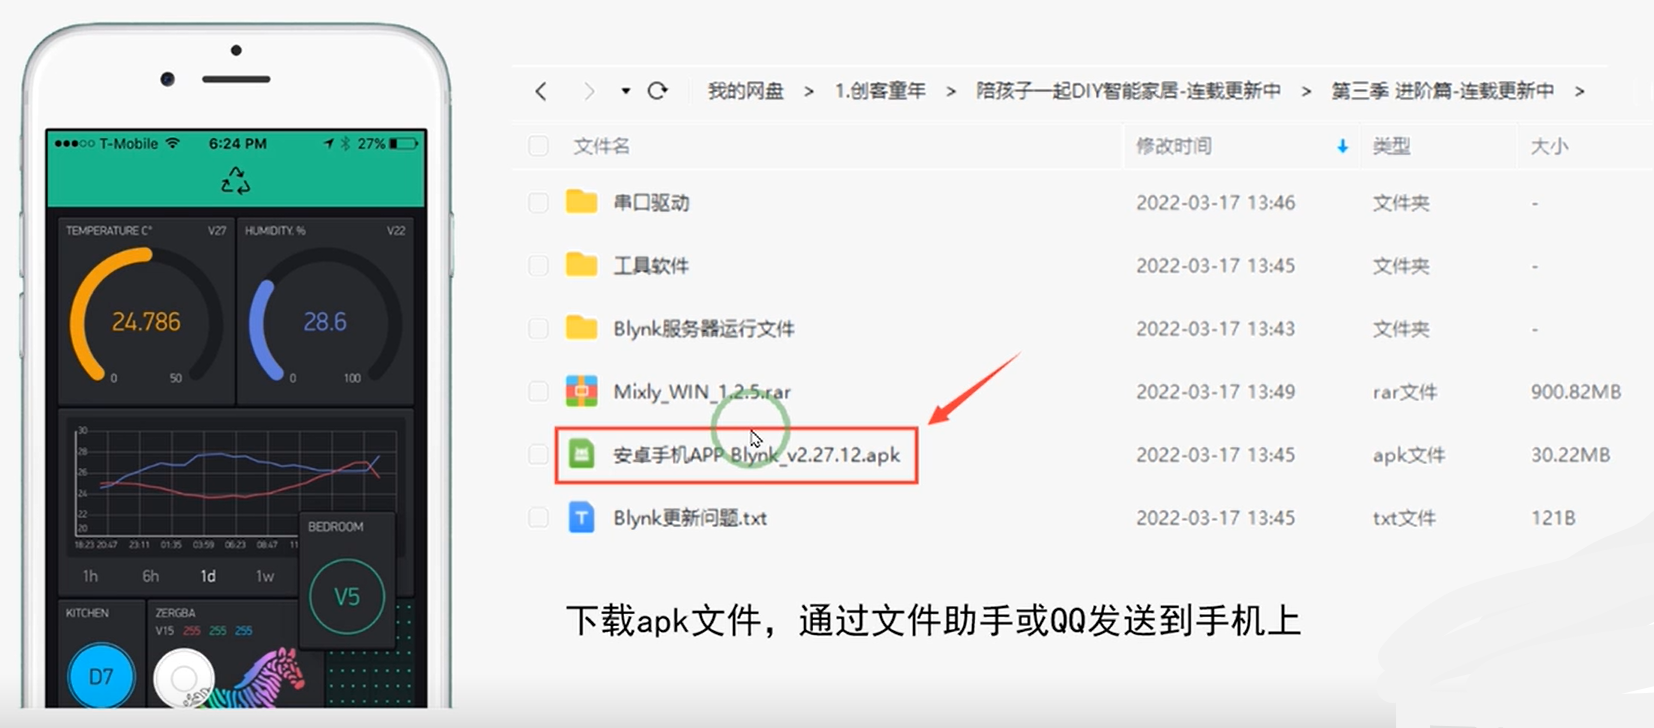 T-Mobile 6:24 PM 27%
TEMPERATURE C° V27 HUMIDITY. % V22
24.786 28.6
0 50 0 100
30
28
26
24
22
20
18:23 20:47 23:11 01:35 03:59 06:23 08:47 11
1h 6h 1d 1w
BEDROOM
V5
KITCHEN ZERGBA
V15 255 255 255
D7
我的网盘 > 1.创客童年 > 陪孩子一起DIY智能家居-连载更新中 > 第三季 进阶篇-连载更新中 >
文件名 修改时间 类型 大小
串口驱动 2022-03-17 13:46 文件夹 -
工具软件 2022-03-17 13:45 文件夹 -
Blynk服务器运行文件 2022-03-17 13:43 文件夹 -
Mixly_WIN_1.2.5.rar 2022-03-17 13:49 rar文件 900.82MB
安卓手机APP Blynk_v2.27.12.apk 2022-03-17 13:45 apk文件 30.22MB
Blynk更新问题.txt 2022-03-17 13:45 txt文件 121B
下载apk文件，通过文件助手或QQ发送到手机上